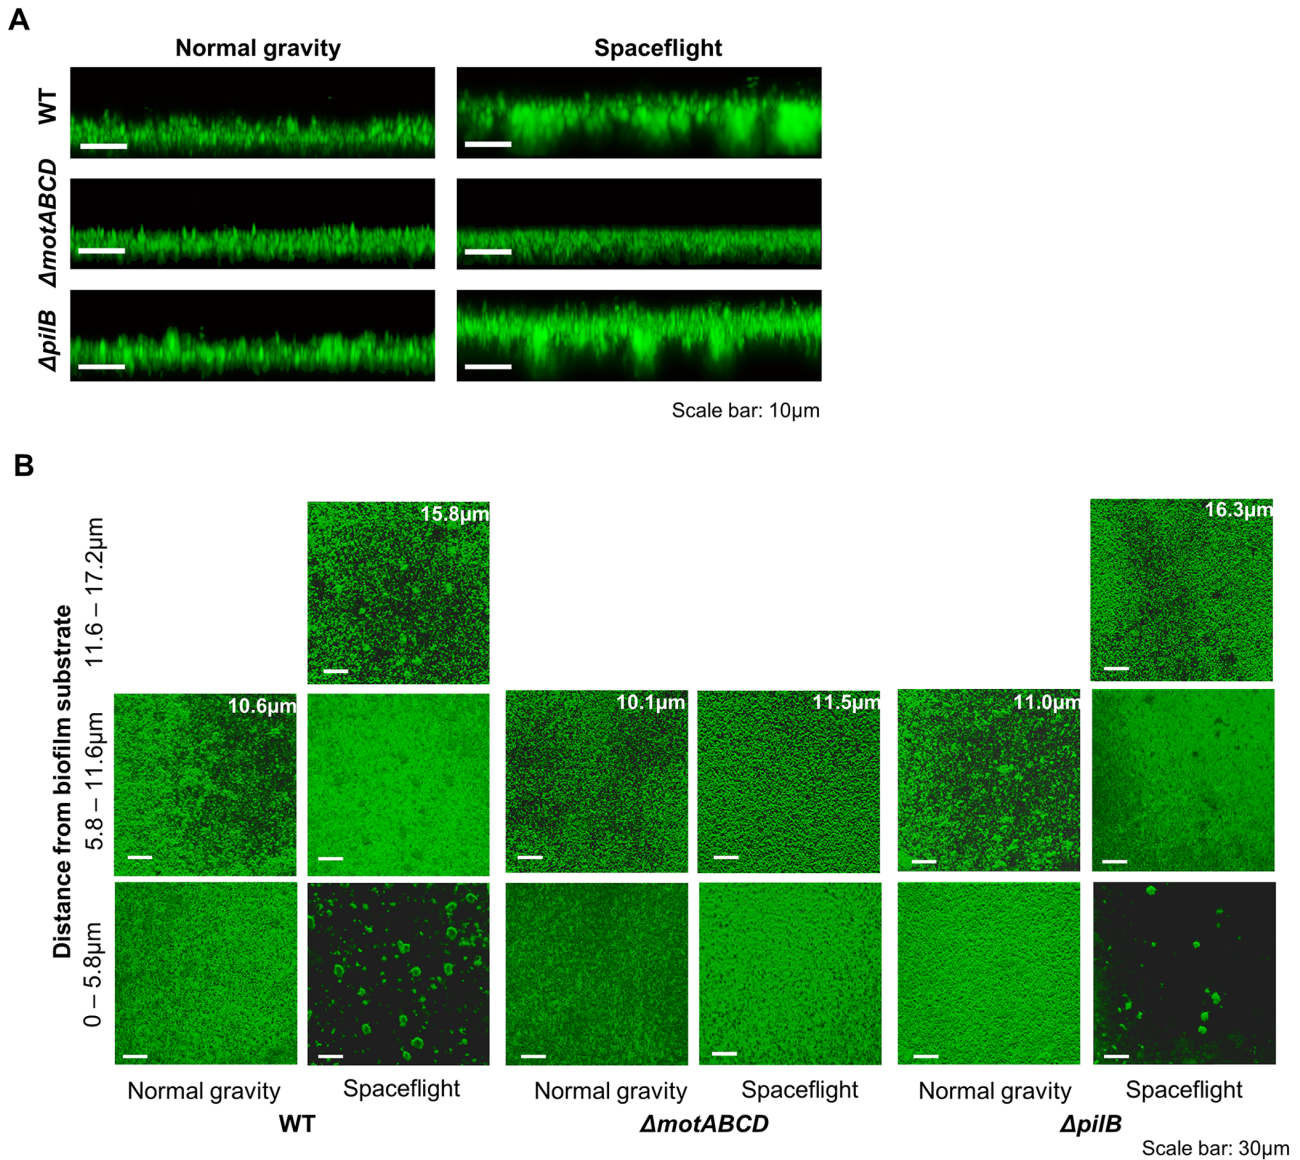 A
Normal gravity
Spaceflight
WT
ΔmotABCD
ΔpilB
Scale bar: 10µm
B
Distance from biofilm substrate
11.6 – 17.2µm
15.8µm
16.3µm
5.8 – 11.6µm
10.6µm
10.1µm
11.5µm
11.0µm
0 – 5.8µm
Normal gravity
Spaceflight
Normal gravity
Spaceflight
Normal gravity
Spaceflight
WT
ΔmotABCD
ΔpilB
Scale bar: 30µm